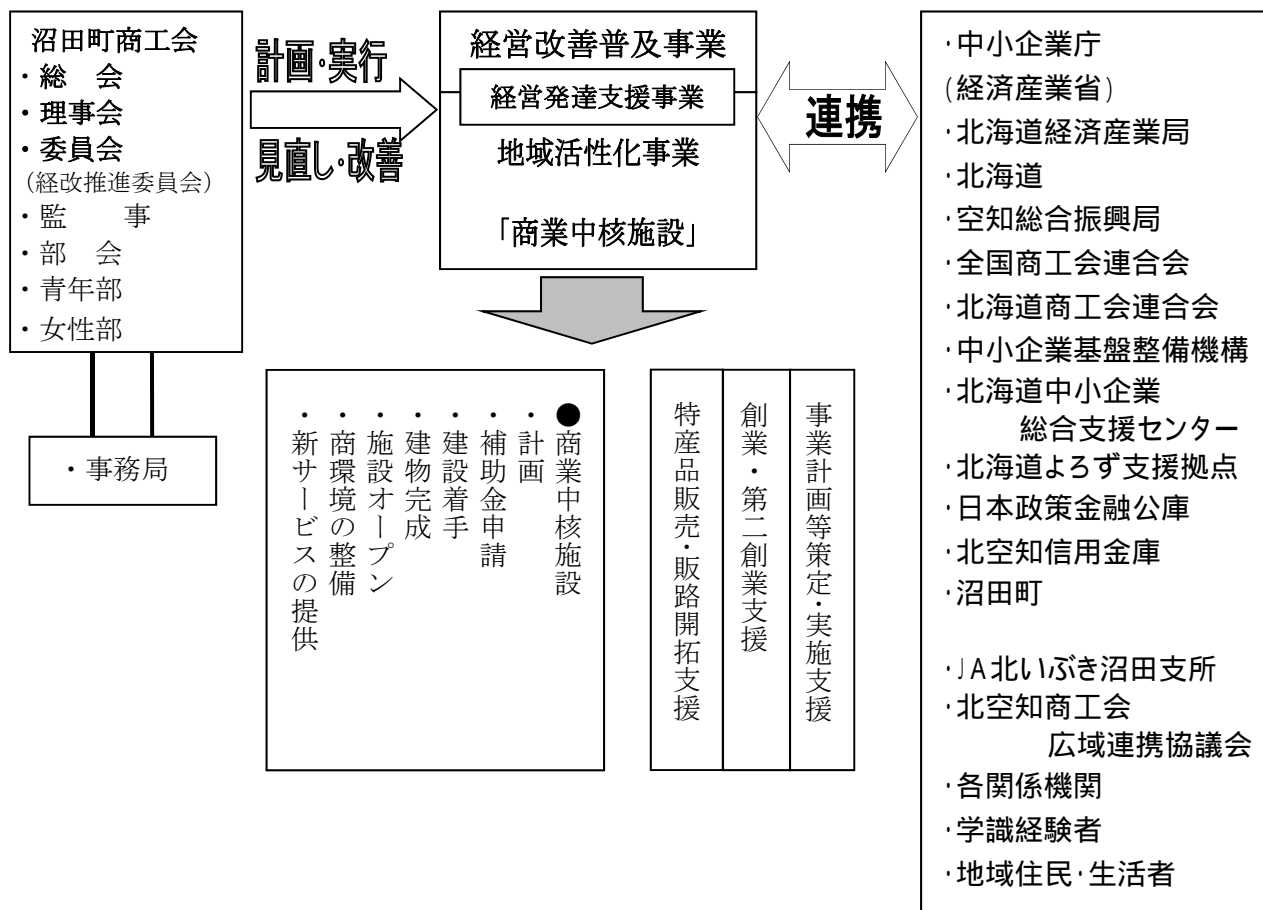 沼田町商工会
・総　会
・理事会
・委員会
（経改推進委員会）
・監　　事
・部　会
・青年部
・女性部
・事務局
計画・実行
見直し・改善
経営改善普及事業
経営発達支援事業
地域活性化事業
「商業中核施設」
連携
●商業中核施設
・計画
・補助金申請
・建設着手
・建物完成
・施設オープン
・商環境の整備
・新サービスの提供
事業計画等策定・実施支援
創業・第二創業支援
特産品販売・販路開拓支援
・中小企業庁
(経済産業省)
・北海道経済産業局
・北海道
・空知総合振興局
・全国商工会連合会
・北海道商工会連合会
・中小企業基盤整備機構
・北海道中小企業
総合支援センター
・北海道よろず支援拠点
・日本政策金融公庫
・北空知信用金庫
・沼田町
・JA北いぶき沼田支所
・北空知商工会
広域連携協議会
・各関係機関
・学識経験者
・地域住民・生活者